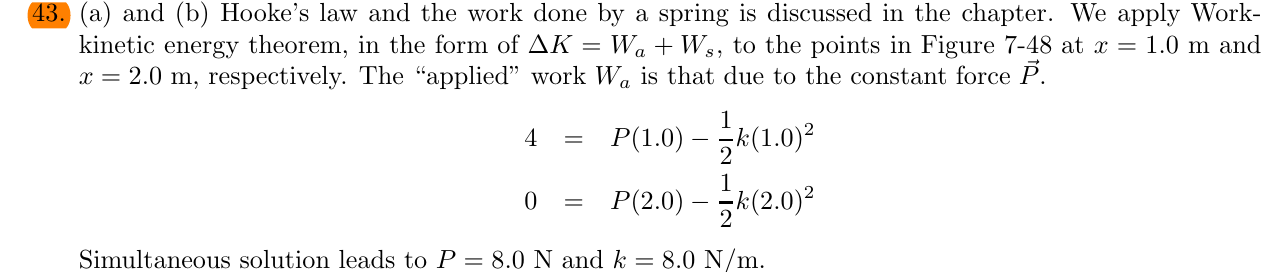 43. (a) and (b) Hooke’s law and the work done by a spring is discussed in the chapter. We apply Work-
kinetic energy theorem, in the form of ΔK = Wₐ + Wₛ, to the points in Figure 7-48 at x = 1.0 m and
x = 2.0 m, respectively. The “applied” work Wₐ is that due to the constant force P⃗.
4 = P(1.0) − 1/2 k(1.0)²
0 = P(2.0) − 1/2 k(2.0)²
Simultaneous solution leads to P = 8.0 N and k = 8.0 N/m.